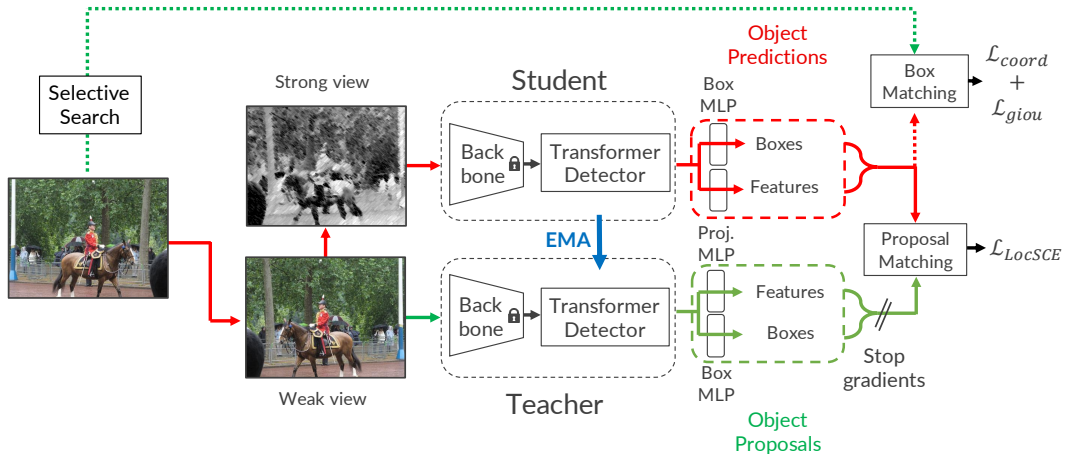 Selective
Search
Strong view
Weak view
Student
Back
bone
Transformer
Detector
EMA
Back
bone
Transformer
Detector
Teacher
Object
Predictions
Box
MLP
Boxes
Features
Proj.
MLP
Features
Boxes
Box
MLP
Object
Proposals
Stop
gradients
Box
Matching
ℒ_coord
+
ℒ_giou
Proposal
Matching
ℒ_LocSCE